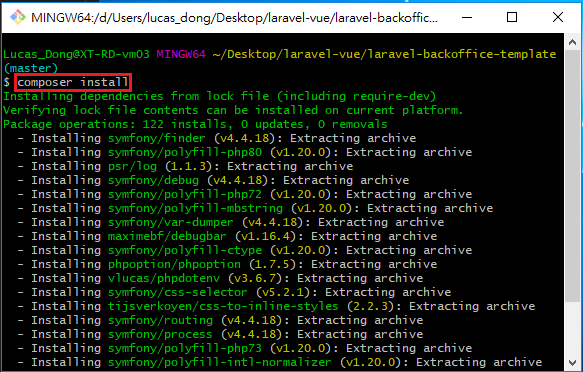 MINGW64:/d/Users/lucas_dong/Desktop/laravel-vue/laravel-backoffic...
Lucas_Dong@XT-RD-vm03 MINGW64 ~/Desktop/laravel-vue/laravel-backoffice-template
(master)
$ composer install
Installing dependencies from lock file (including require-dev)
Verifying lock file contents can be installed on current platform.
Package operations: 122 installs, 0 updates, 0 removals
  - Installing symfony/finder (v4.4.18): Extracting archive
  - Installing symfony/polyfill-php80 (v1.20.0): Extracting archive
  - Installing psr/log (1.1.3): Extracting archive
  - Installing symfony/debug (v4.4.18): Extracting archive
  - Installing symfony/polyfill-php72 (v1.20.0): Extracting archive
  - Installing symfony/polyfill-mbstring (v1.20.0): Extracting archive
  - Installing symfony/var-dumper (v4.4.18): Extracting archive
  - Installing maximebf/debugbar (v1.16.4): Extracting archive
  - Installing symfony/polyfill-ctype (v1.20.0): Extracting archive
  - Installing phpoption/phpoption (1.7.5): Extracting archive
  - Installing vlucas/phpdotenv (v3.6.7): Extracting archive
  - Installing symfony/css-selector (v5.2.1): Extracting archive
  - Installing tijsverkoyen/css-to-inline-styles (2.2.3): Extracting archive
  - Installing symfony/routing (v4.4.18): Extracting archive
  - Installing symfony/process (v4.4.18): Extracting archive
  - Installing symfony/polyfill-php73 (v1.20.0): Extracting archive
  - Installing symfony/polyfill-intl-normalizer (v1.20.0): Extracting archive